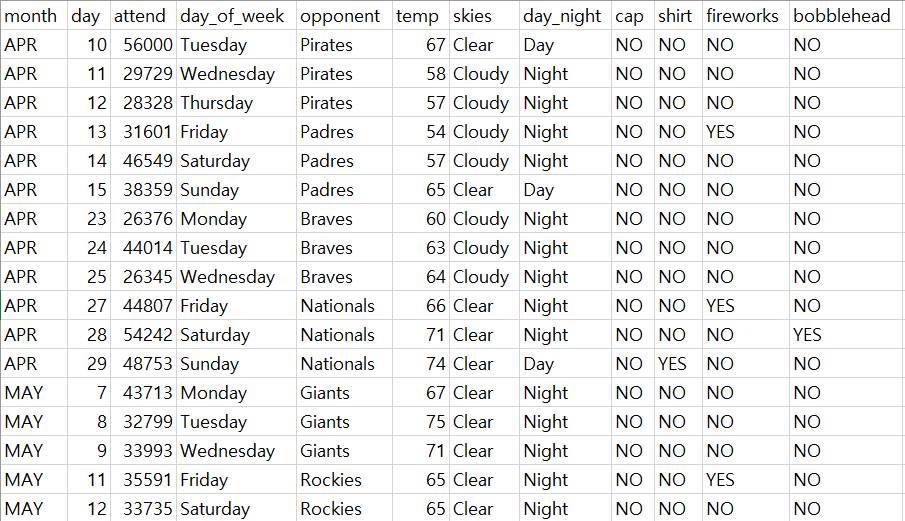 month day attend day_of_week opponent temp skies day_night cap shirt fireworks bobblehead
APR 10 56000 Tuesday Pirates 67 Clear Day NO NO NO NO
APR 11 29729 Wednesday Pirates 58 Cloudy Night NO NO NO NO
APR 12 28328 Thursday Pirates 57 Cloudy Night NO NO NO NO
APR 13 31601 Friday Padres 54 Cloudy Night NO NO YES NO
APR 14 46549 Saturday Padres 57 Cloudy Night NO NO NO NO
APR 15 38359 Sunday Padres 65 Clear Day NO NO NO NO
APR 23 26376 Monday Braves 60 Cloudy Night NO NO NO NO
APR 24 44014 Tuesday Braves 63 Cloudy Night NO NO NO NO
APR 25 26345 Wednesday Braves 64 Cloudy Night NO NO NO NO
APR 27 44807 Friday Nationals 66 Clear Night NO NO YES NO
APR 28 54242 Saturday Nationals 71 Clear Night NO NO NO YES
APR 29 48753 Sunday Nationals 74 Clear Day NO YES NO NO
MAY 7 43713 Monday Giants 67 Clear Night NO NO NO NO
MAY 8 32799 Tuesday Giants 75 Clear Night NO NO NO NO
MAY 9 33993 Wednesday Giants 71 Clear Night NO NO NO NO
MAY 11 35591 Friday Rockies 65 Clear Night NO NO YES NO
MAY 12 33735 Saturday Rockies 65 Clear Night NO NO NO NO